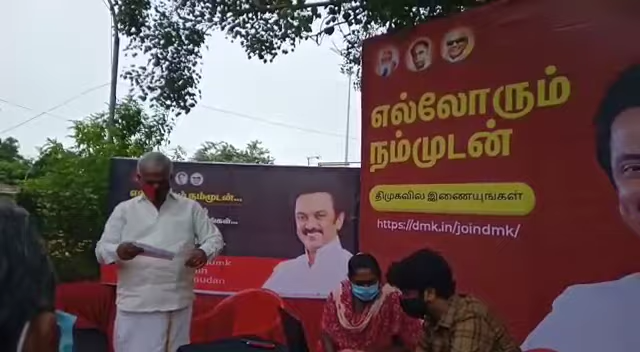 எல்லோரும்
நம்முடன்
திமுகவில் இணையுங்கள்
https://dmk.in/joindmk/